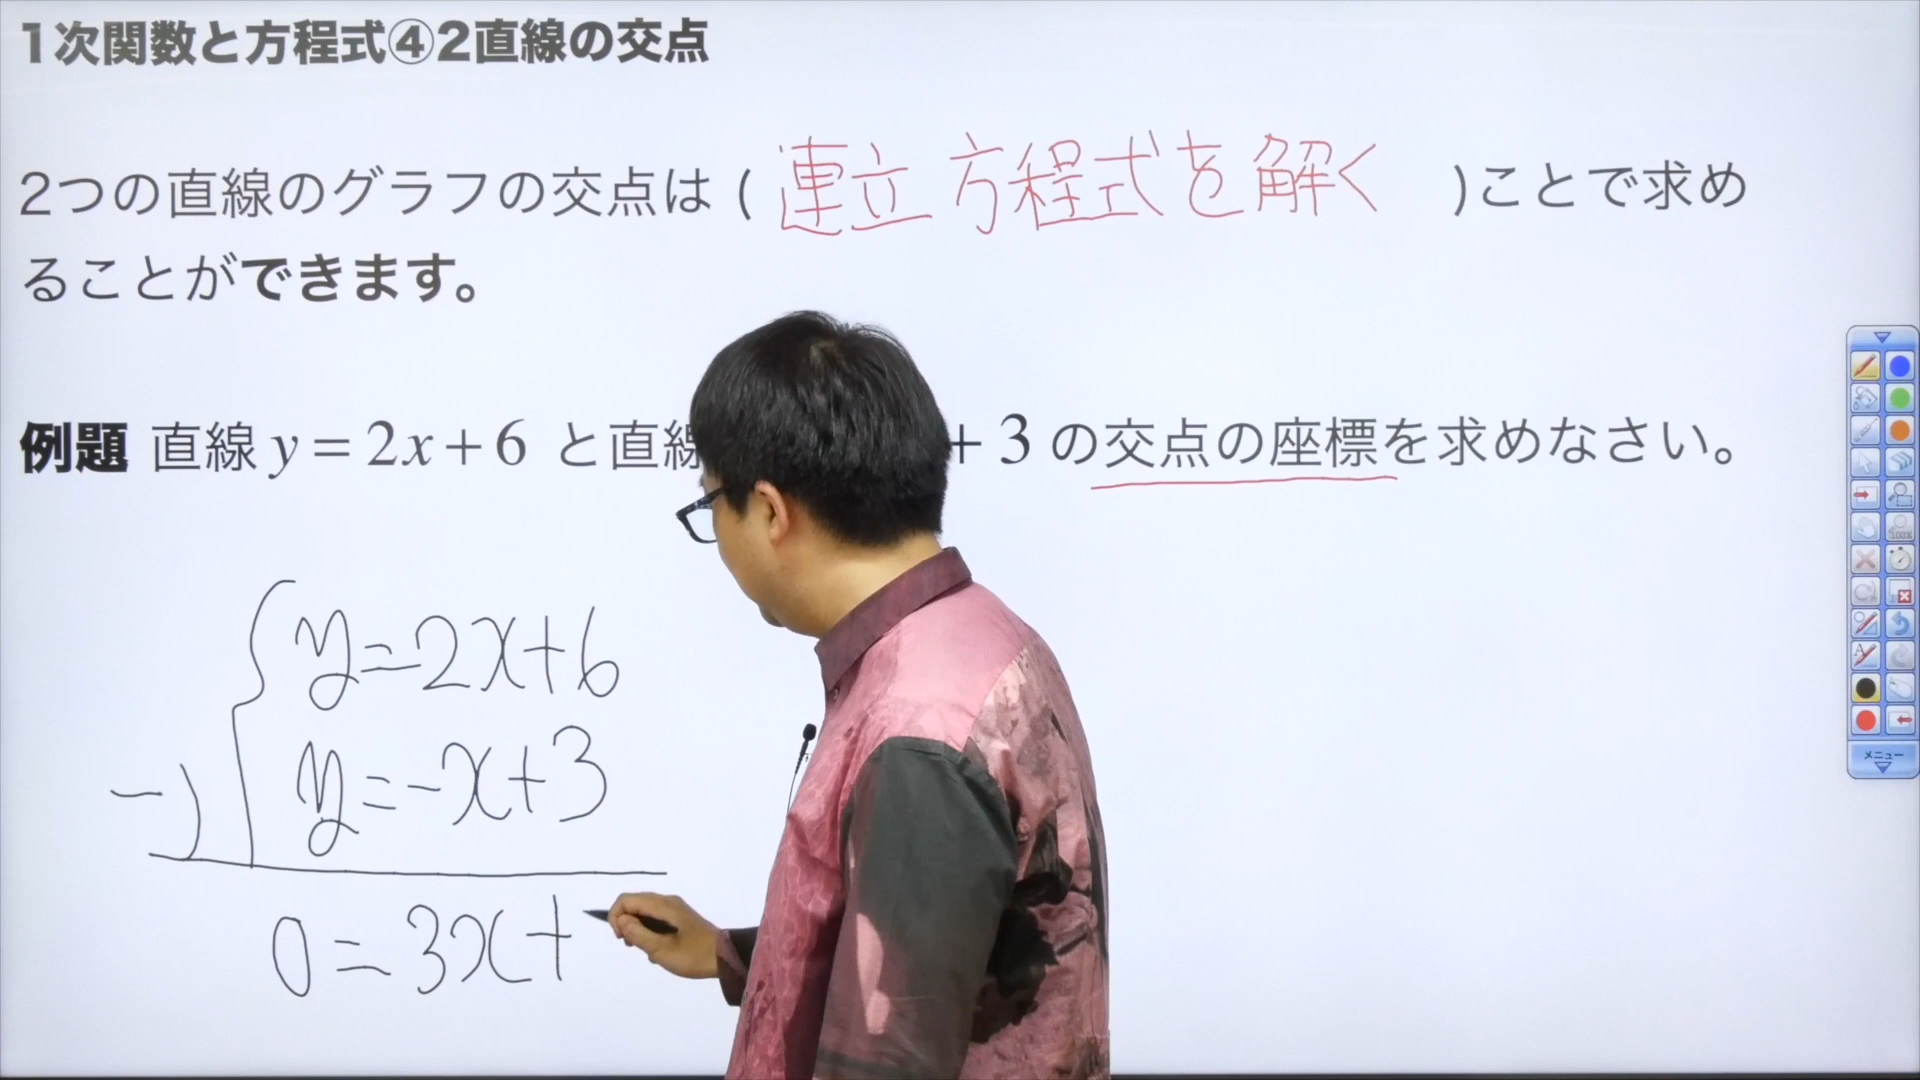 1次関数と方程式④2直線の交点
2つの直線のグラフの交点は ( 連立方程式を解く )ことで求め
ることができます。
例題 直線 y = 2x + 6 と直線 + 3 の交点の座標を求めなさい。
y=2x+6
y=-x+3
-)
0=3x+
100%
メニュー